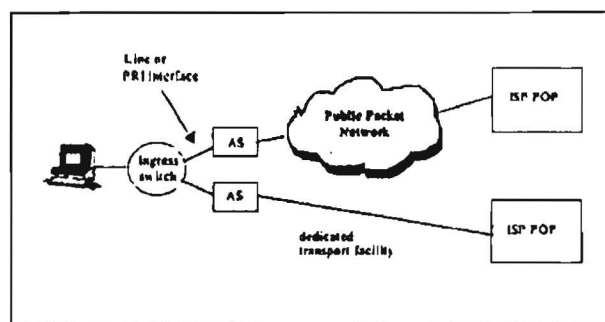 Line or
PRI interface
ISP POP
Public Packet
Network
AS
Ingress
switch
AS
ISP POP
dedicated
transport facility